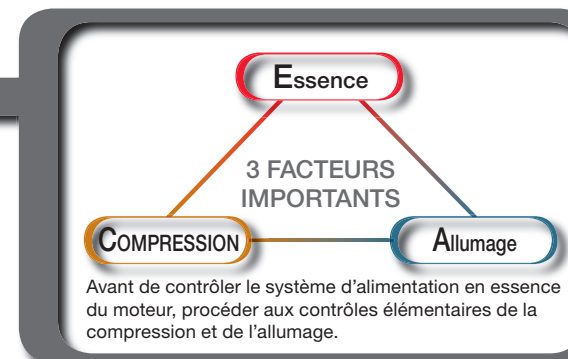 Essence
3 FACTEURS
IMPORTANTS
COMPRESSION
Allumage
Avant de contrôler le système d’alimentation en essence
du moteur, procéder aux contrôles élémentaires de la
compression et de l’allumage.